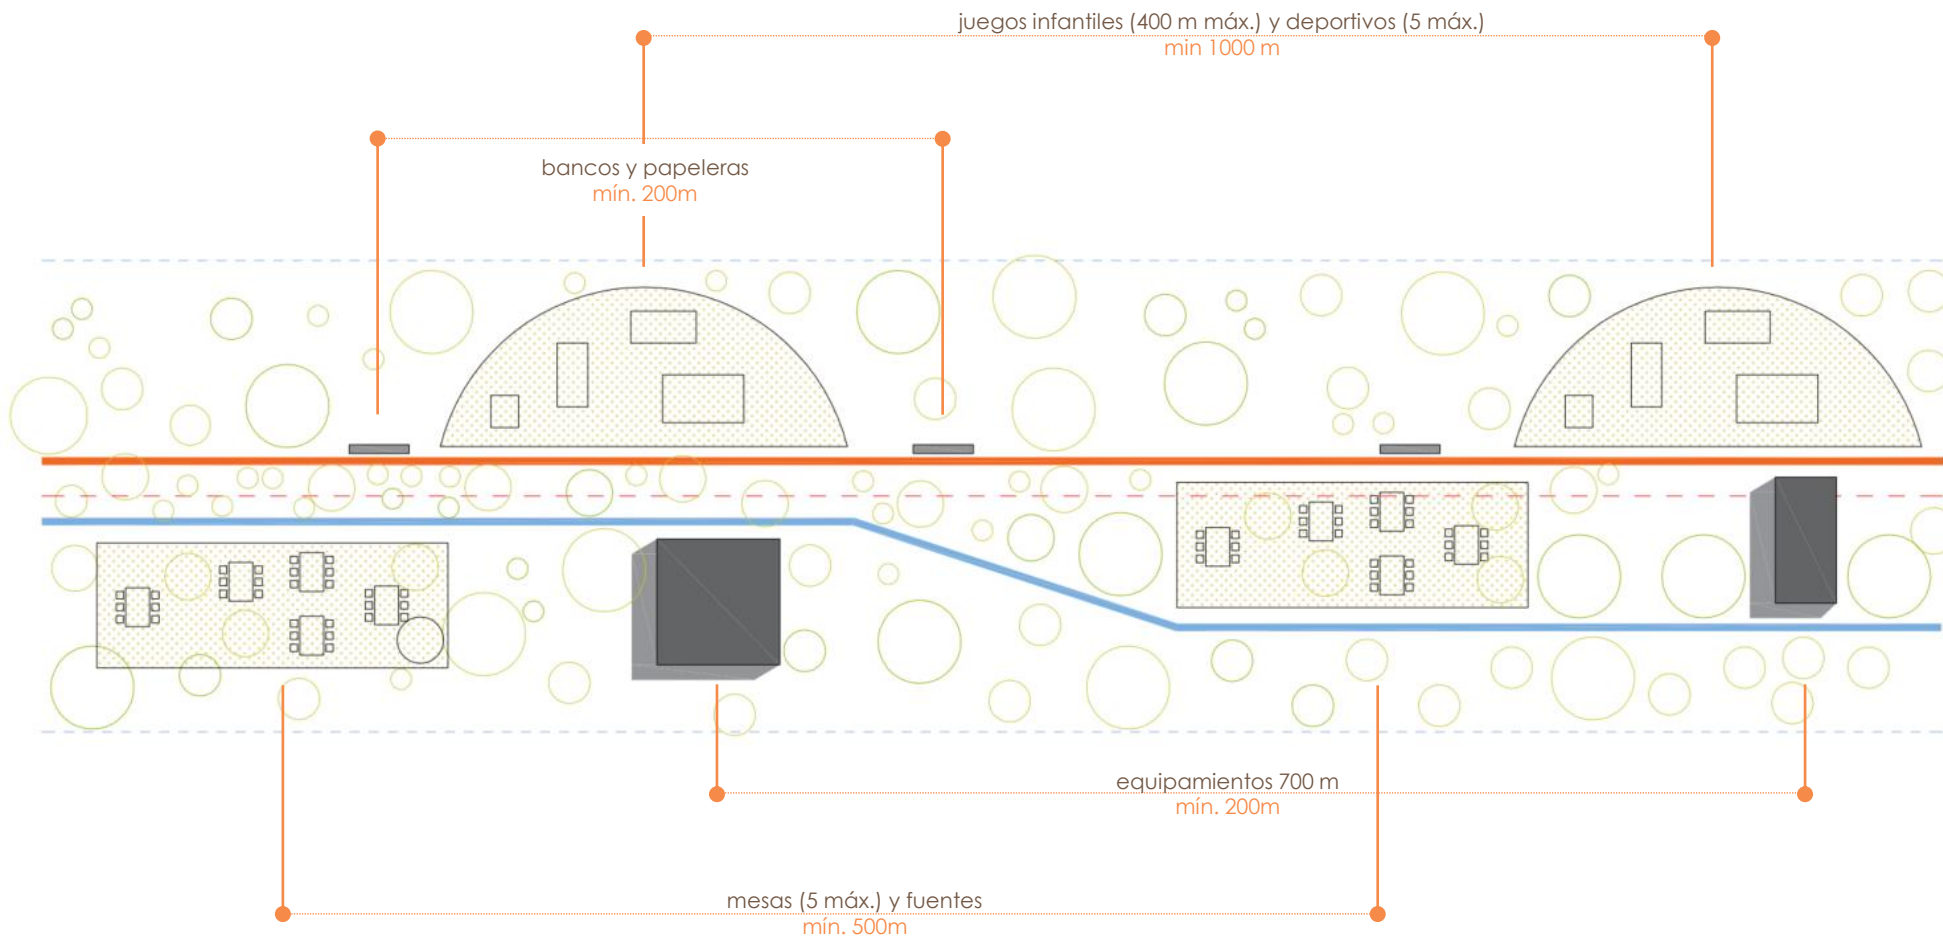 juegos infantiles (400 m máx.) y deportivos (5 máx.)
min 1000 m
bancos y papeleras
mín. 200m
equipamientos 700 m
mín. 200m
mesas (5 máx.) y fuentes
mín. 500m